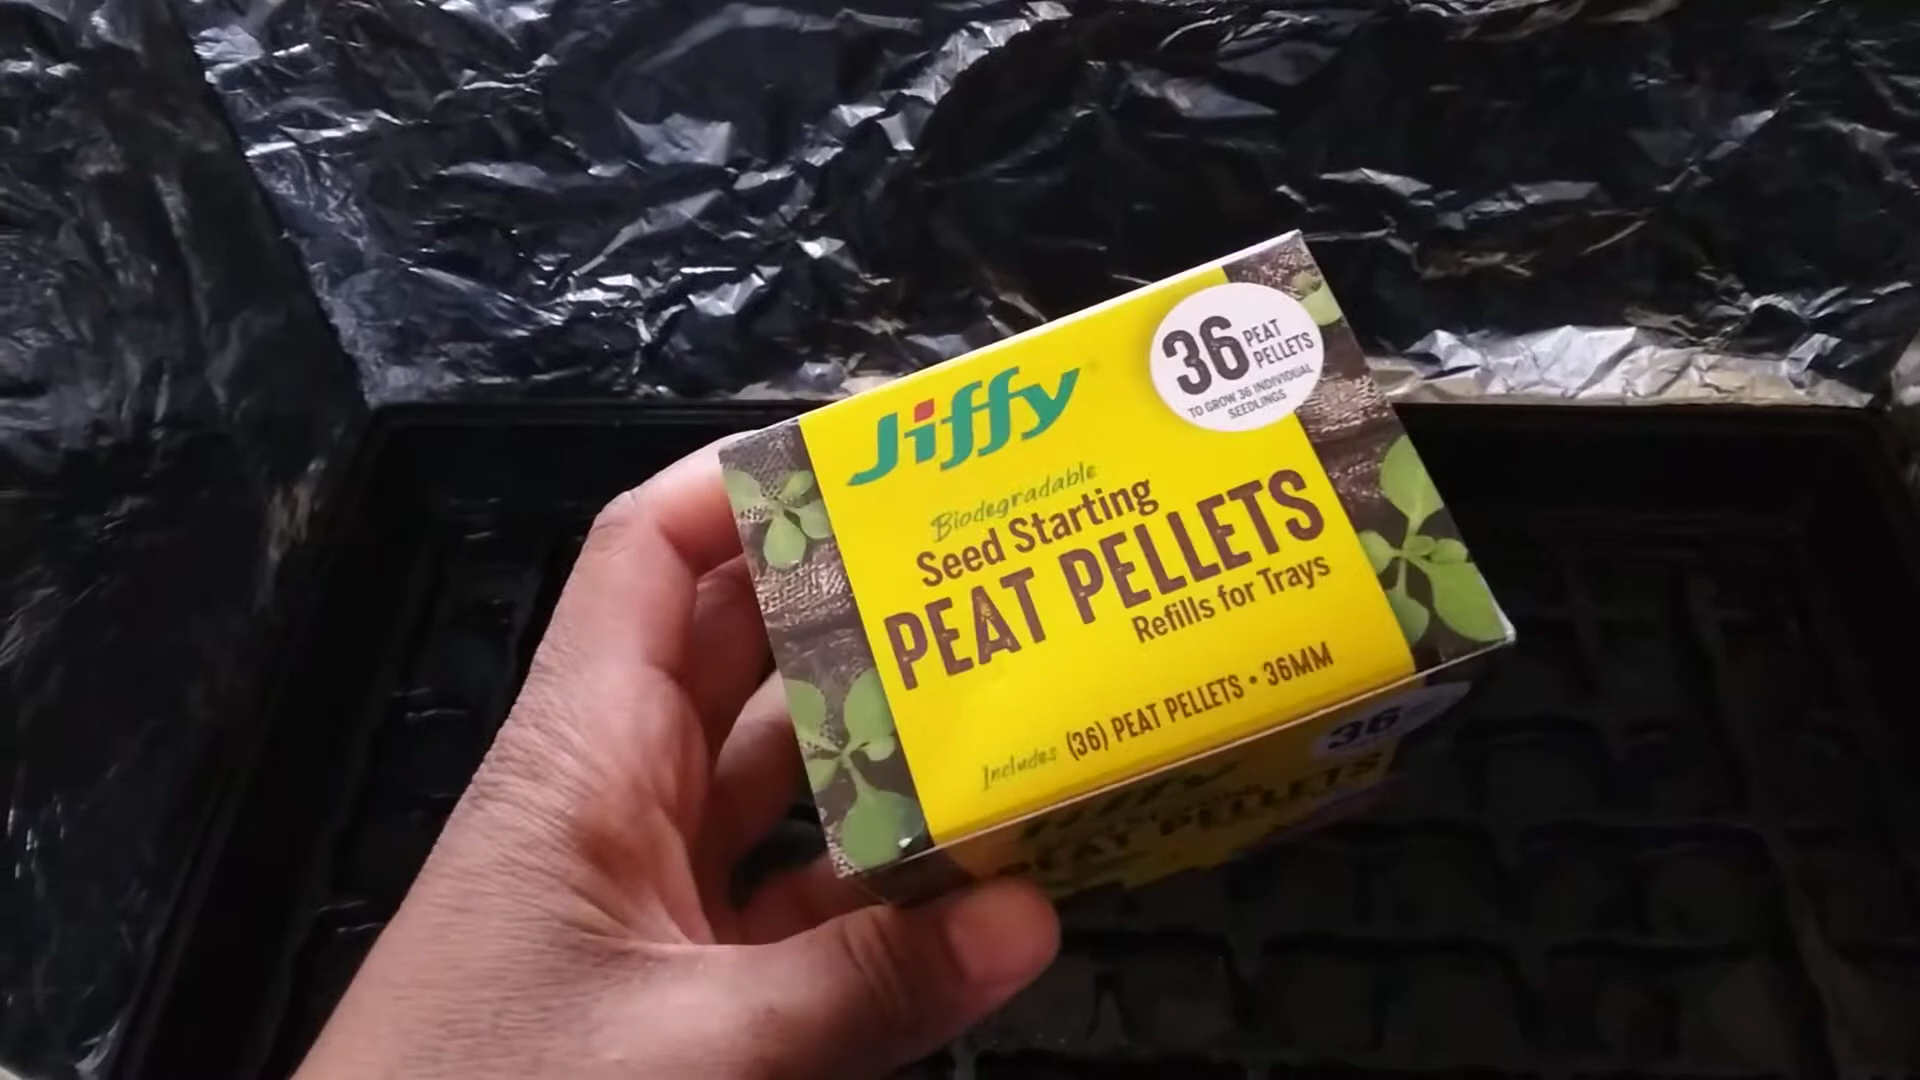 Jiffy
36 PEAT
PELLETS
TO GROW 36 INDIVIDUAL
SEEDLINGS
Biodegradable
Seed Starting
PEAT PELLETS
Refills for Trays
Includes (36) PEAT PELLETS • 36MM
36
Jiffy
PEAT PELLETS